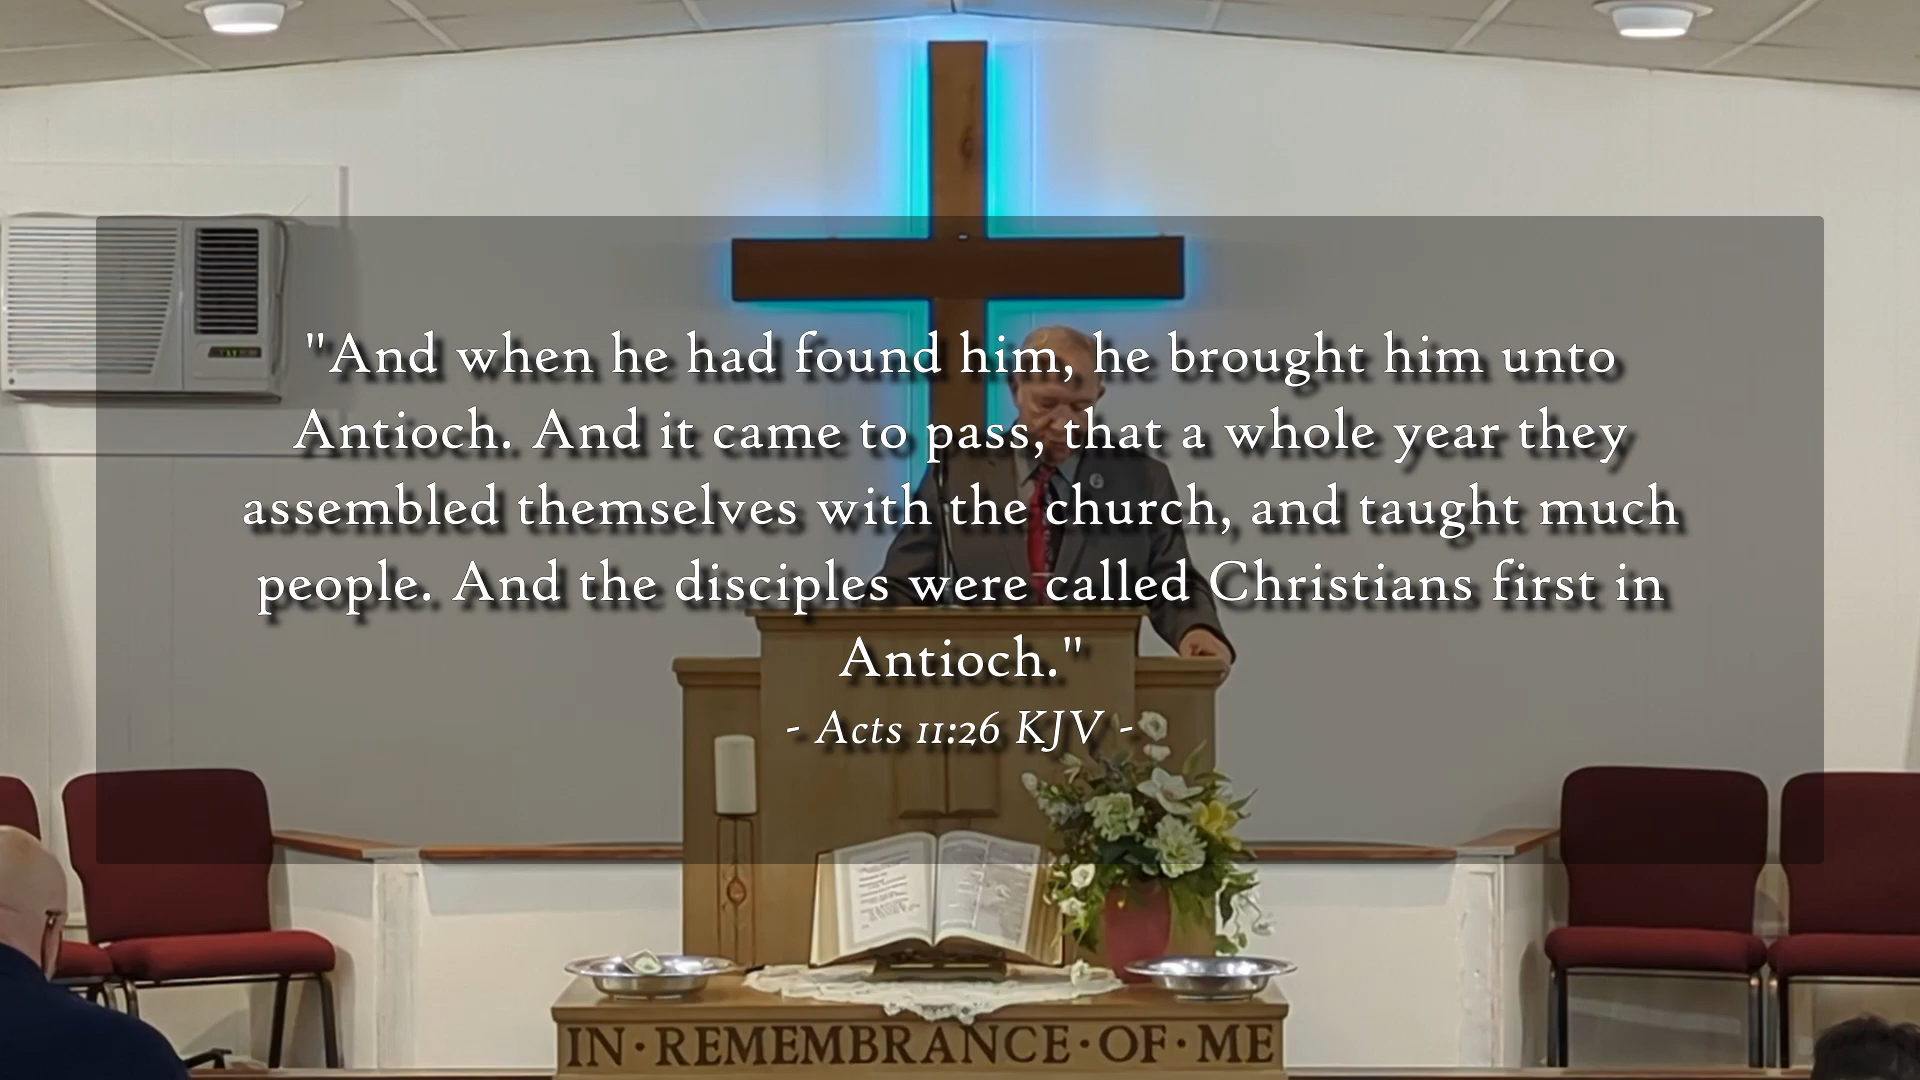 "And when he had found him, he brought him unto
Antioch. And it came to pass, that a whole year they
assembled themselves with the church, and taught much
people. And the disciples were called Christians first in
Antioch."
- Acts 11:26 KJV -
IN·REMEMBRANCE·OF·ME